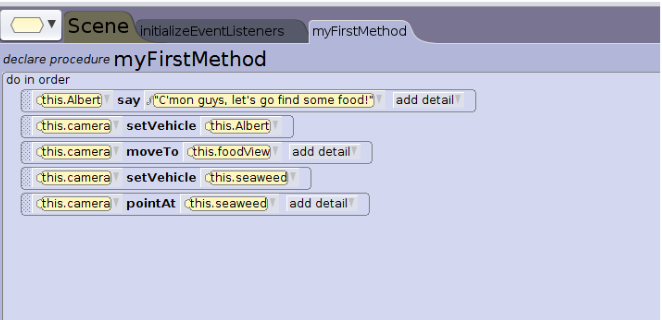 Scene initializeEventListeners myFirstMethod
declare procedure myFirstMethod
do in order
this.Albert say "C'mon guys, let's go find some food!" add detail
this.camera setVehicle this.Albert
this.camera moveTo this.foodView add detail
this.camera setVehicle this.seaweed
this.camera pointAt this.seaweed add detail